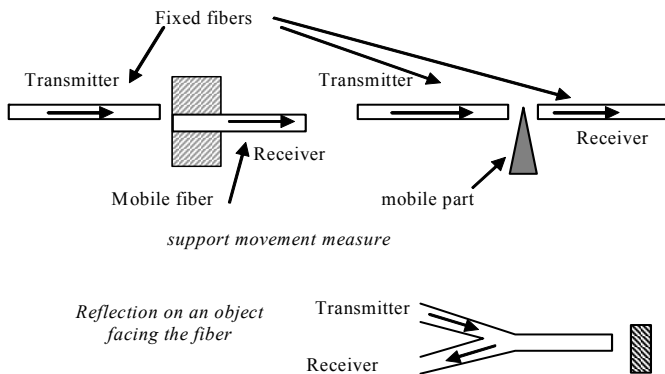 Fixed fibers
Transmitter
Transmitter
Receiver
Receiver
Mobile fiber
mobile part
support movement measure
Reflection on an object
facing the fiber
Transmitter
Receiver